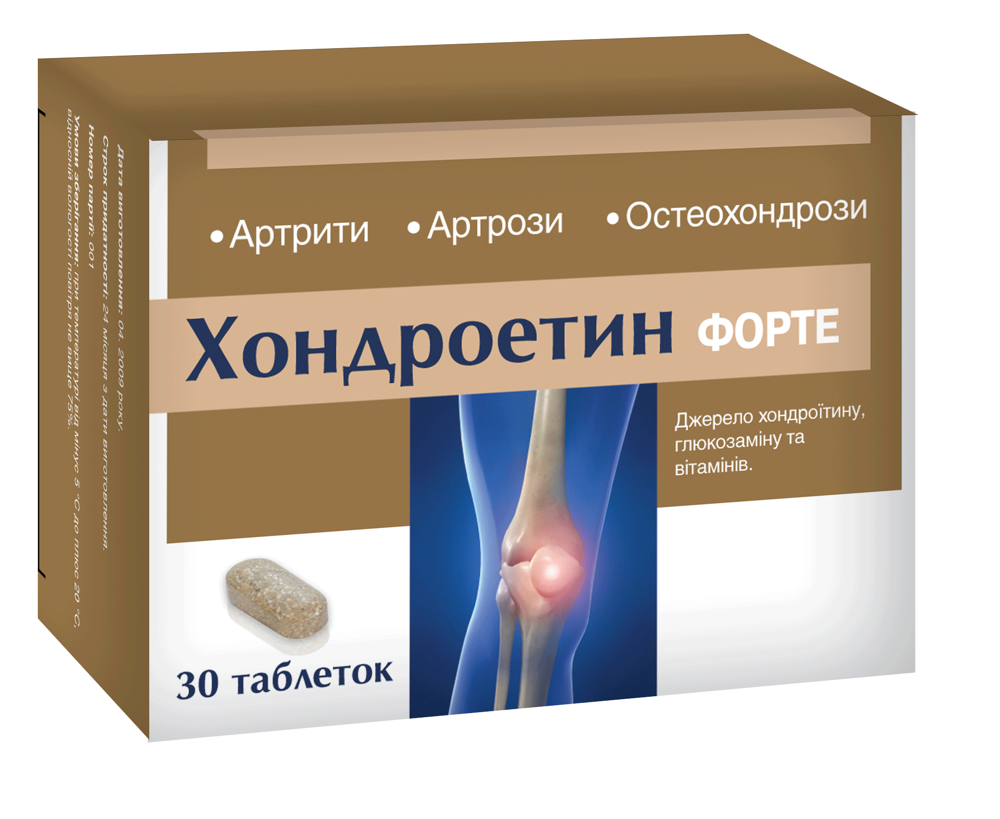 • Артрити • Артрози • Остеохондрози
Хондроетин ФОРТЕ
Джерело хондроїтину,
глюкозаміну та
вітамінів.
30 таблеток
Дата виготовлення: 04. 2009 року.
Строк придатності: 24 місяця з дати виготовлення.
Номер партії: 001
Умови зберігання: при температурі від мінус 5 °С до плюс 20 °С,
відносній вологості повітря не вище 75%.